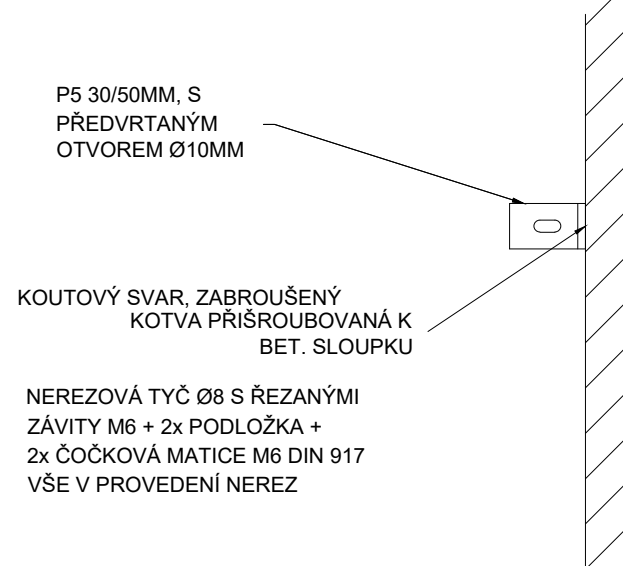 P5 30/50MM, S
PŘEDVRTANÝM
OTVOREM Ø10MM
KOUTOVÝ SVAR, ZABROUŠENÝ
KOTVA PŘIŠROUBOVANÁ K
BET. SLOUPKU
NEREZOVÁ TYČ Ø8 S ŘEZANÝMI
ZÁVITY M6 + 2x PODLOŽKA +
2x ČOČKOVÁ MATICE M6 DIN 917
VŠE V PROVEDENÍ NEREZ